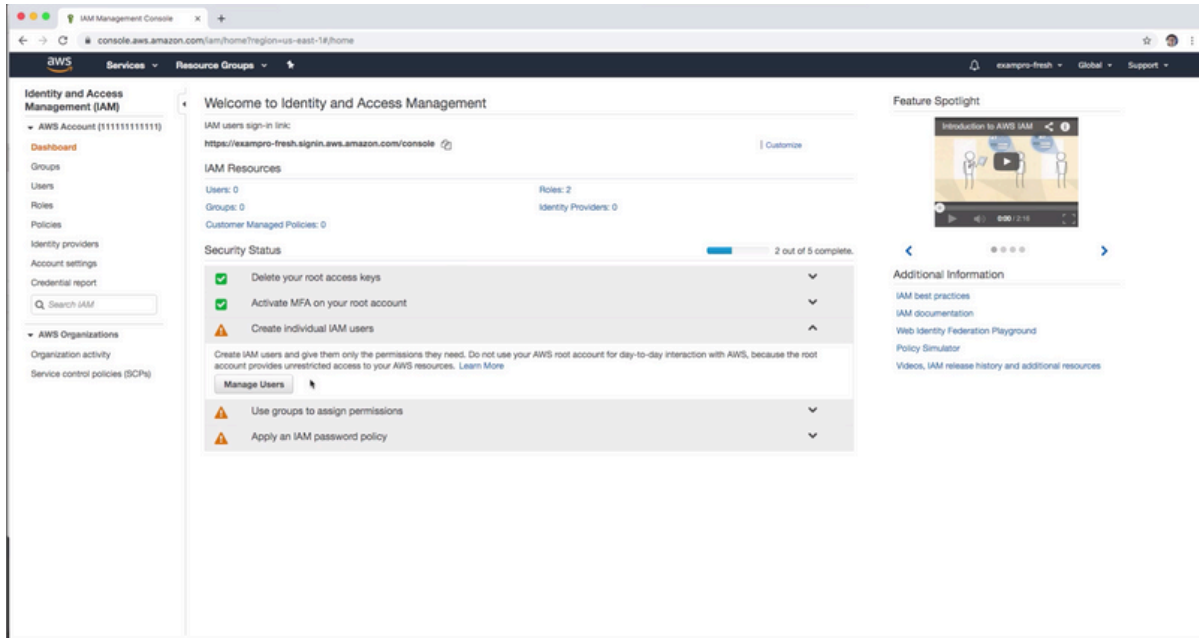 IAM Management Console
console.aws.amazon.com/iam/home?region=us-east-1#/home
aws Services Resource Groups exampro-fresh Global Support
Identity and Access
Management (IAM)
AWS Account (111111111111)
Dashboard
Groups
Users
Roles
Policies
Identity providers
Account settings
Credential report
Search IAM
AWS Organizations
Organization activity
Service control policies (SCPs)
Welcome to Identity and Access Management
IAM users sign-in link:
https://exampro-fresh.signin.aws.amazon.com/console | Customize
IAM Resources
Users: 0 Roles: 2
Groups: 0 Identity Providers: 0
Customer Managed Policies: 0
Security Status 2 out of 5 complete.
Delete your root access keys
Activate MFA on your root account
Create individual IAM users
Create IAM users and give them only the permissions they need. Do not use your AWS root account for day-to-day interaction with AWS, because the root
account provides unrestricted access to your AWS resources. Learn More
Manage Users
Use groups to assign permissions
Apply an IAM password policy
Feature Spotlight
Introduction to AWS IAM
0:00 / 2:18
Additional Information
IAM best practices
IAM documentation
Web Identity Federation Playground
Policy Simulator
Videos, IAM release history and additional resources